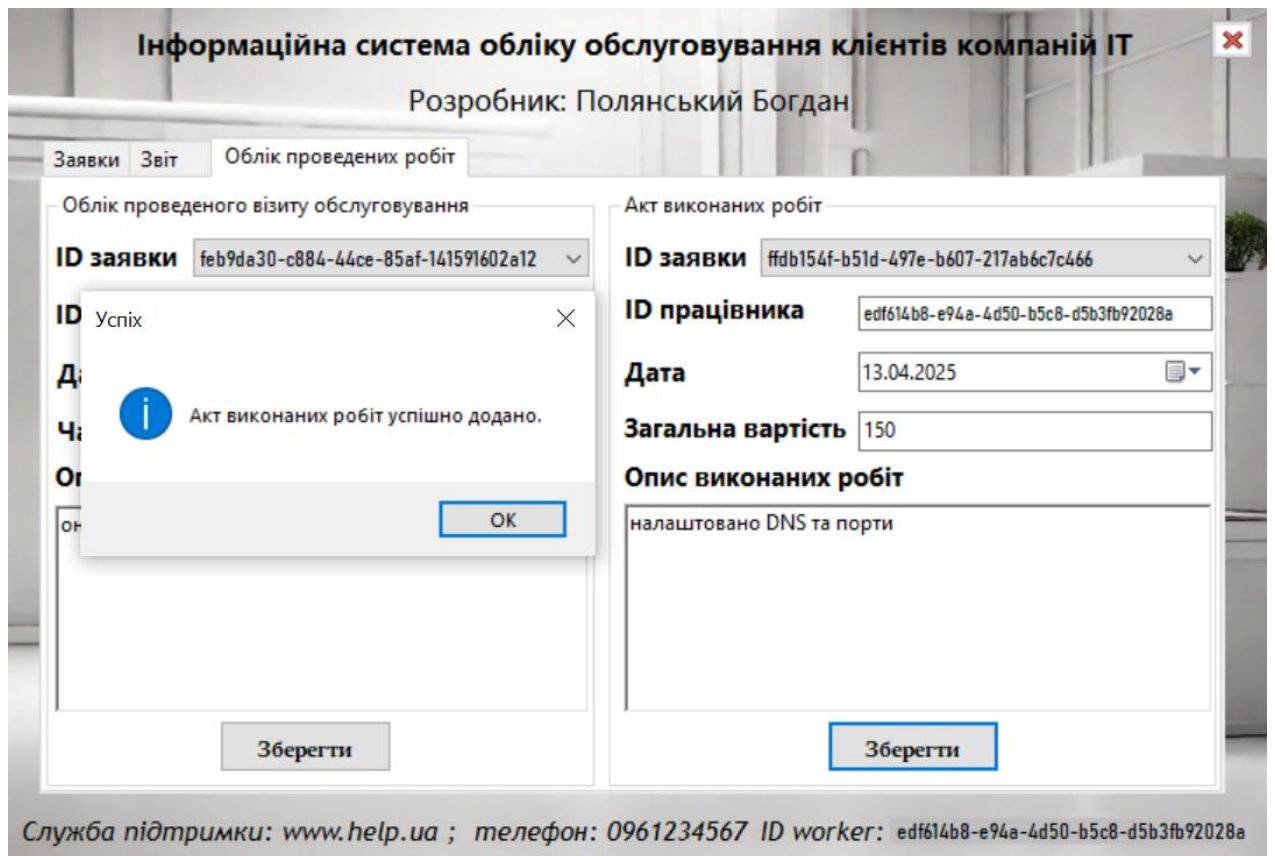 Інформаційна система обліку обслуговування клієнтів компаній ІТ
Розробник: Полянський Богдан
Заявки Звіт Облік проведених робіт
Облік проведеного візиту обслуговування
ID заявки feb9da30-c884-44ce-85af-141591602a12
ID
Успіх
Акт виконаних робіт успішно додано.
OK
Зберегти
Акт виконаних робіт
ID заявки ffdb154f-b51d-497e-b607-217ab6c7c466
ID працівника edf614b8-e94a-4d50-b5c8-d5b3fb92028a
Дата 13.04.2025
Загальна вартість 150
Опис виконаних робіт
налаштовано DNS та порти
Зберегти
Служба підтримки: www.help.ua ; телефон: 0961234567 ID worker: edf614b8-e94a-4d50-b5c8-d5b3fb92028a